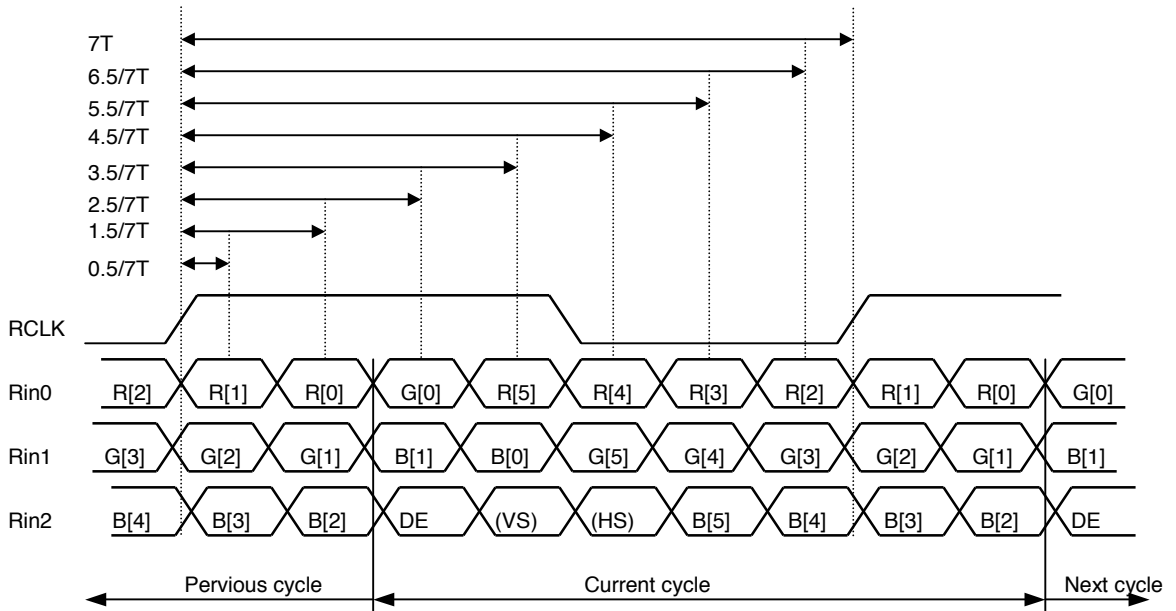 7T
6.5/7T
5.5/7T
4.5/7T
3.5/7T
2.5/7T
1.5/7T
0.5/7T
RCLK
Rin0 R[2] R[1] R[0] G[0] R[5] R[4] R[3] R[2] R[1] R[0] G[0]
Rin1 G[3] G[2] G[1] B[1] B[0] G[5] G[4] G[3] G[2] G[1] B[1]
Rin2 B[4] B[3] B[2] DE (VS) (HS) B[5] B[4] B[3] B[2] DE
Pervious cycle Current cycle Next cycle